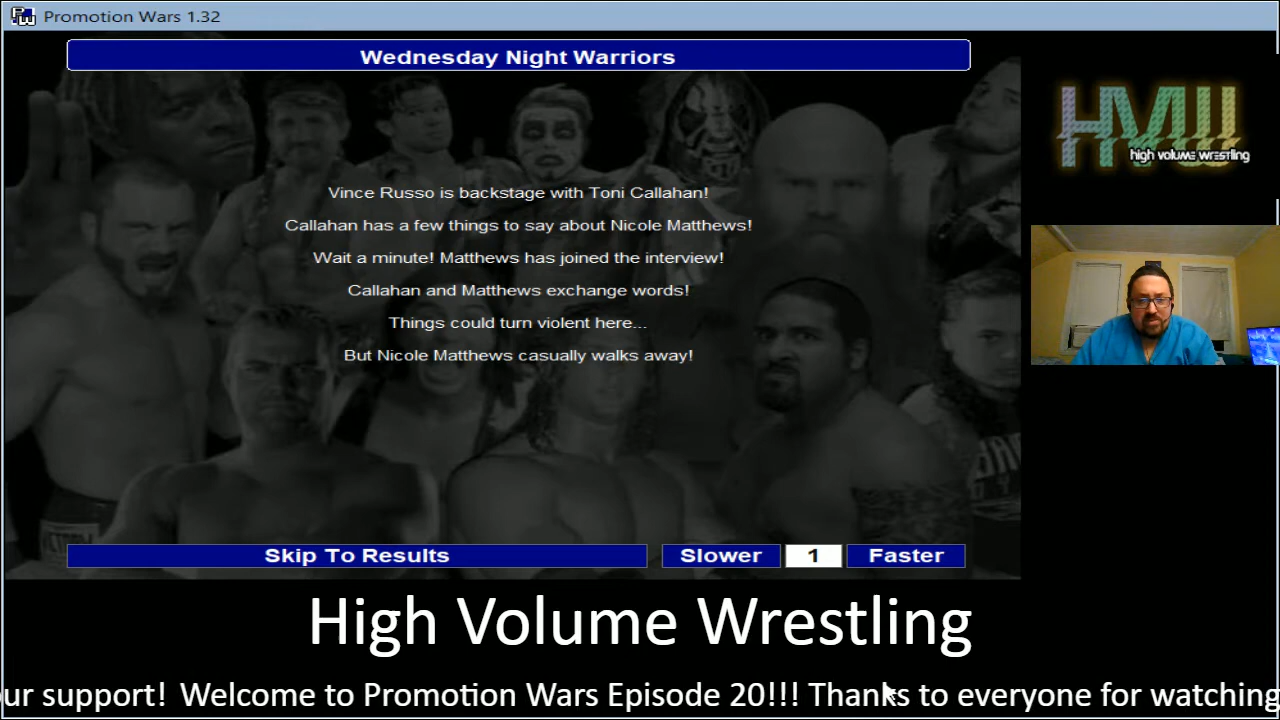 Promotion Wars 1.32
Wednesday Night Warriors
HVW
high volume wrestling
Vince Russo is backstage with Toni Callahan!
Callahan has a few things to say about Nicole Matthews!
Wait a minute! Matthews has joined the interview!
Callahan and Matthews exchange words!
Things could turn violent here...
But Nicole Matthews casually walks away!
Skip To Results
Slower
1
Faster
High Volume Wrestling
ur support! Welcome to Promotion Wars Episode 20!!! Thanks to everyone for watching